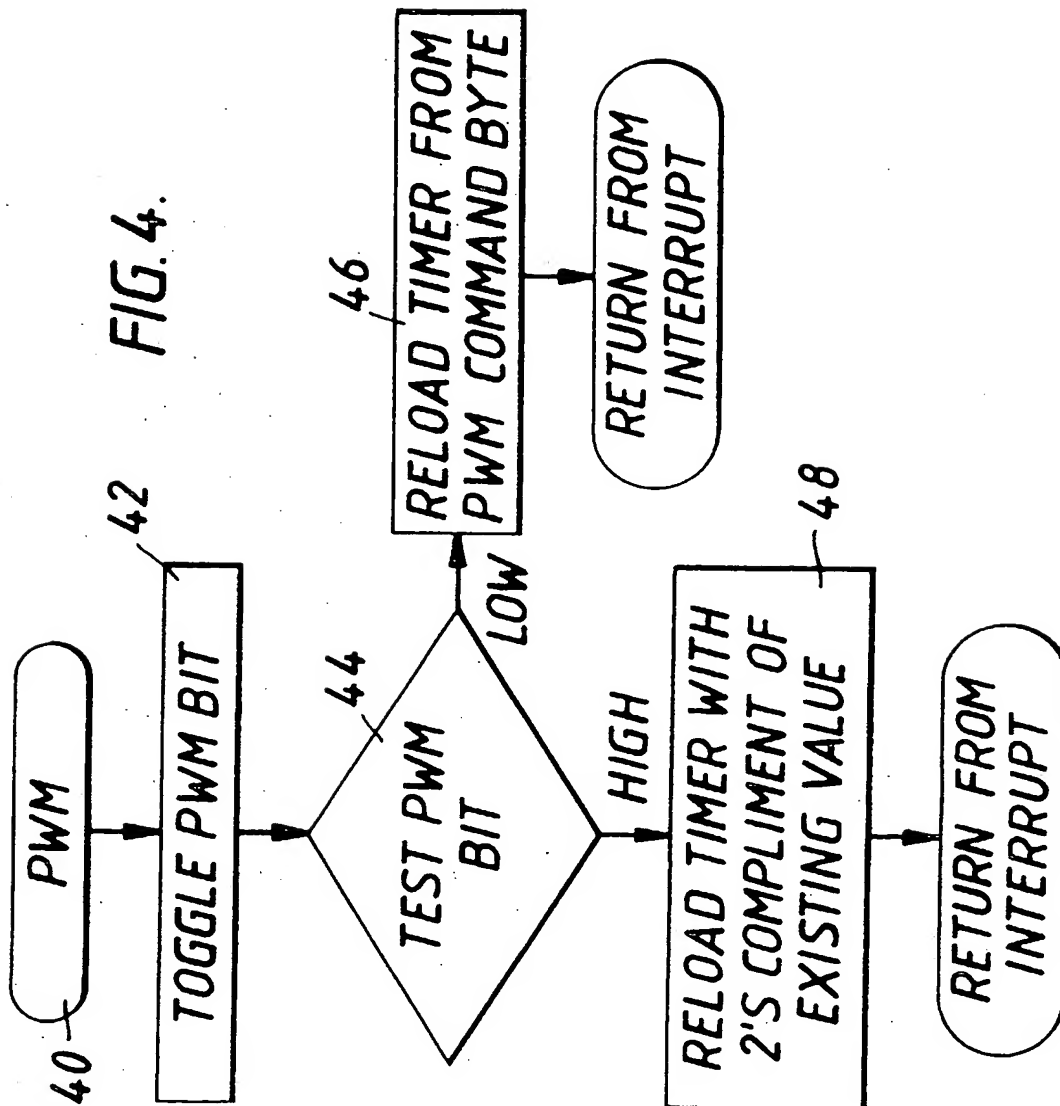 FIG. 4.
40
PWM
42
TOGGLE PWM BIT
44
TEST PWM
BIT
LOW
46
RELOAD TIMER FROM
PWM COMMAND BYTE
RETURN FROM
INTERRUPT
HIGH
48
RELOAD TIMER WITH
2'S COMPLIMENT OF
EXISTING VALUE
RETURN FROM
INTERRUPT